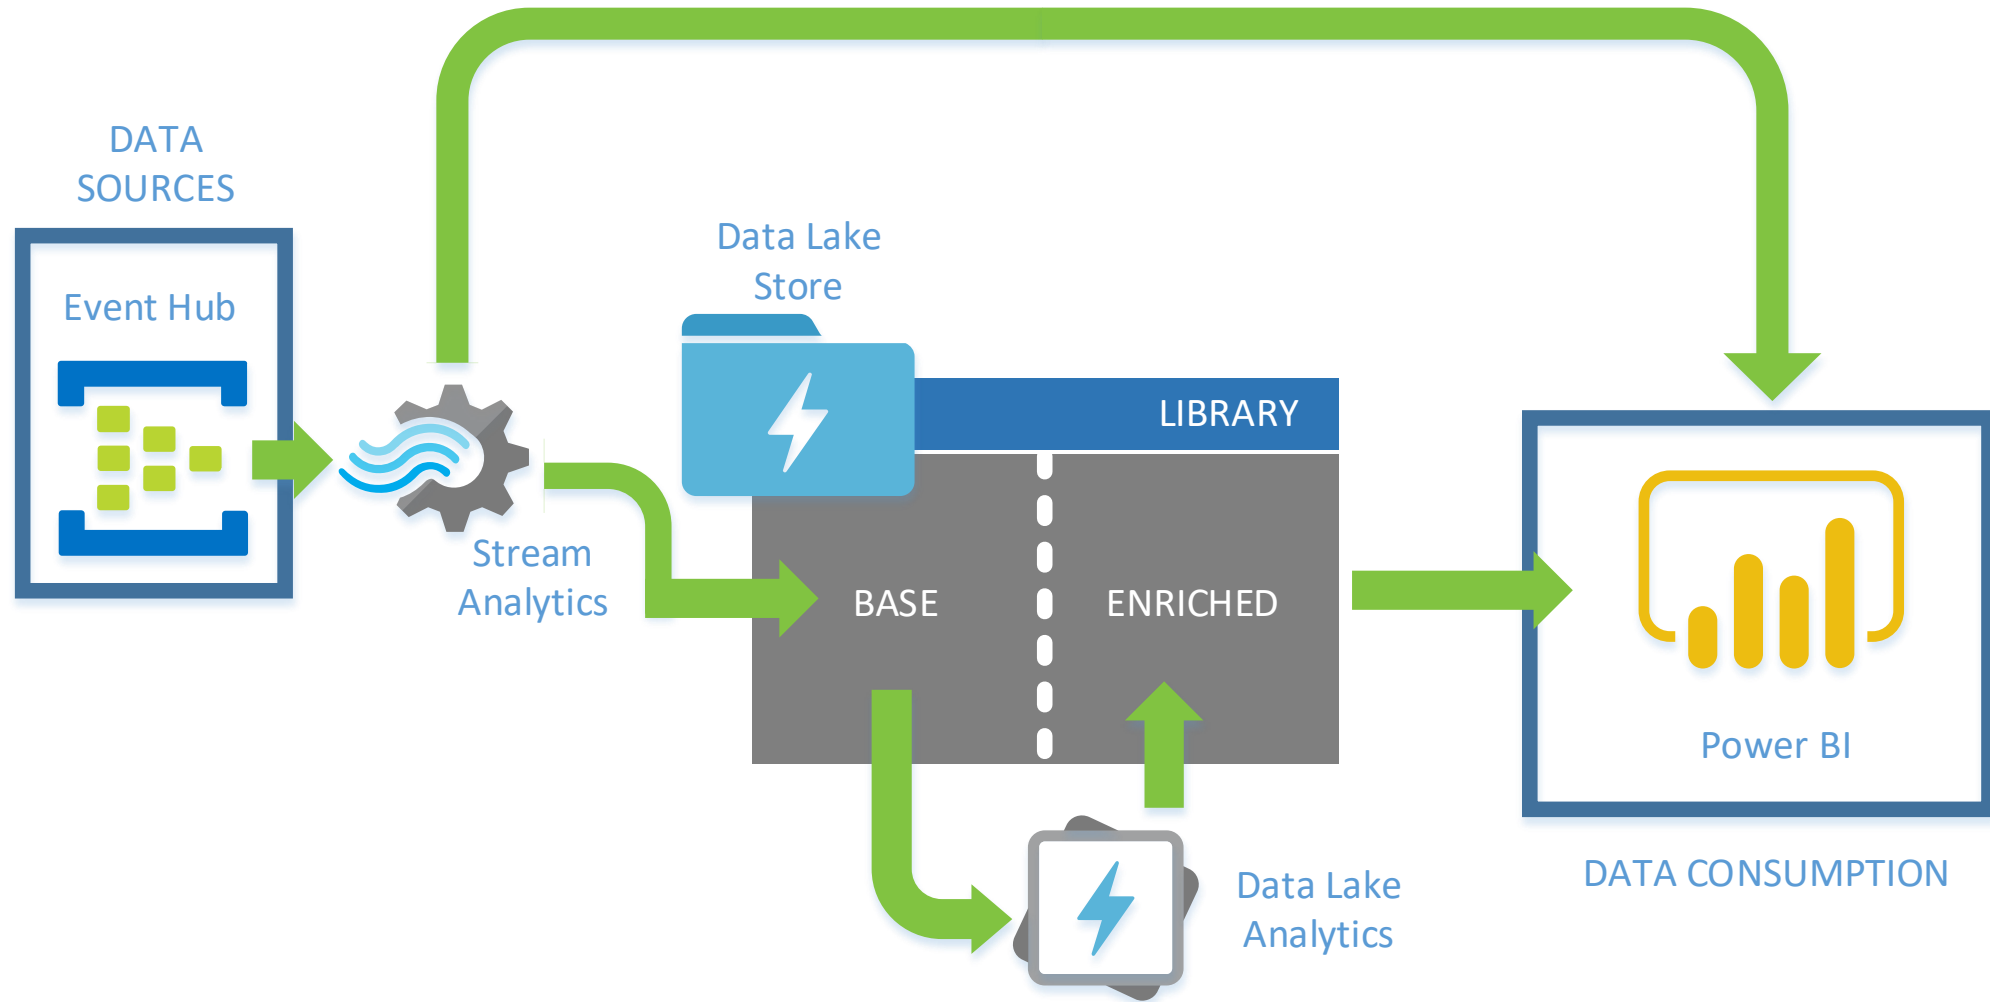 DATA
SOURCES
Event Hub
Stream
Analytics
Data Lake
Store
LIBRARY
BASE
ENRICHED
Data Lake
Analytics
Power BI
DATA CONSUMPTION